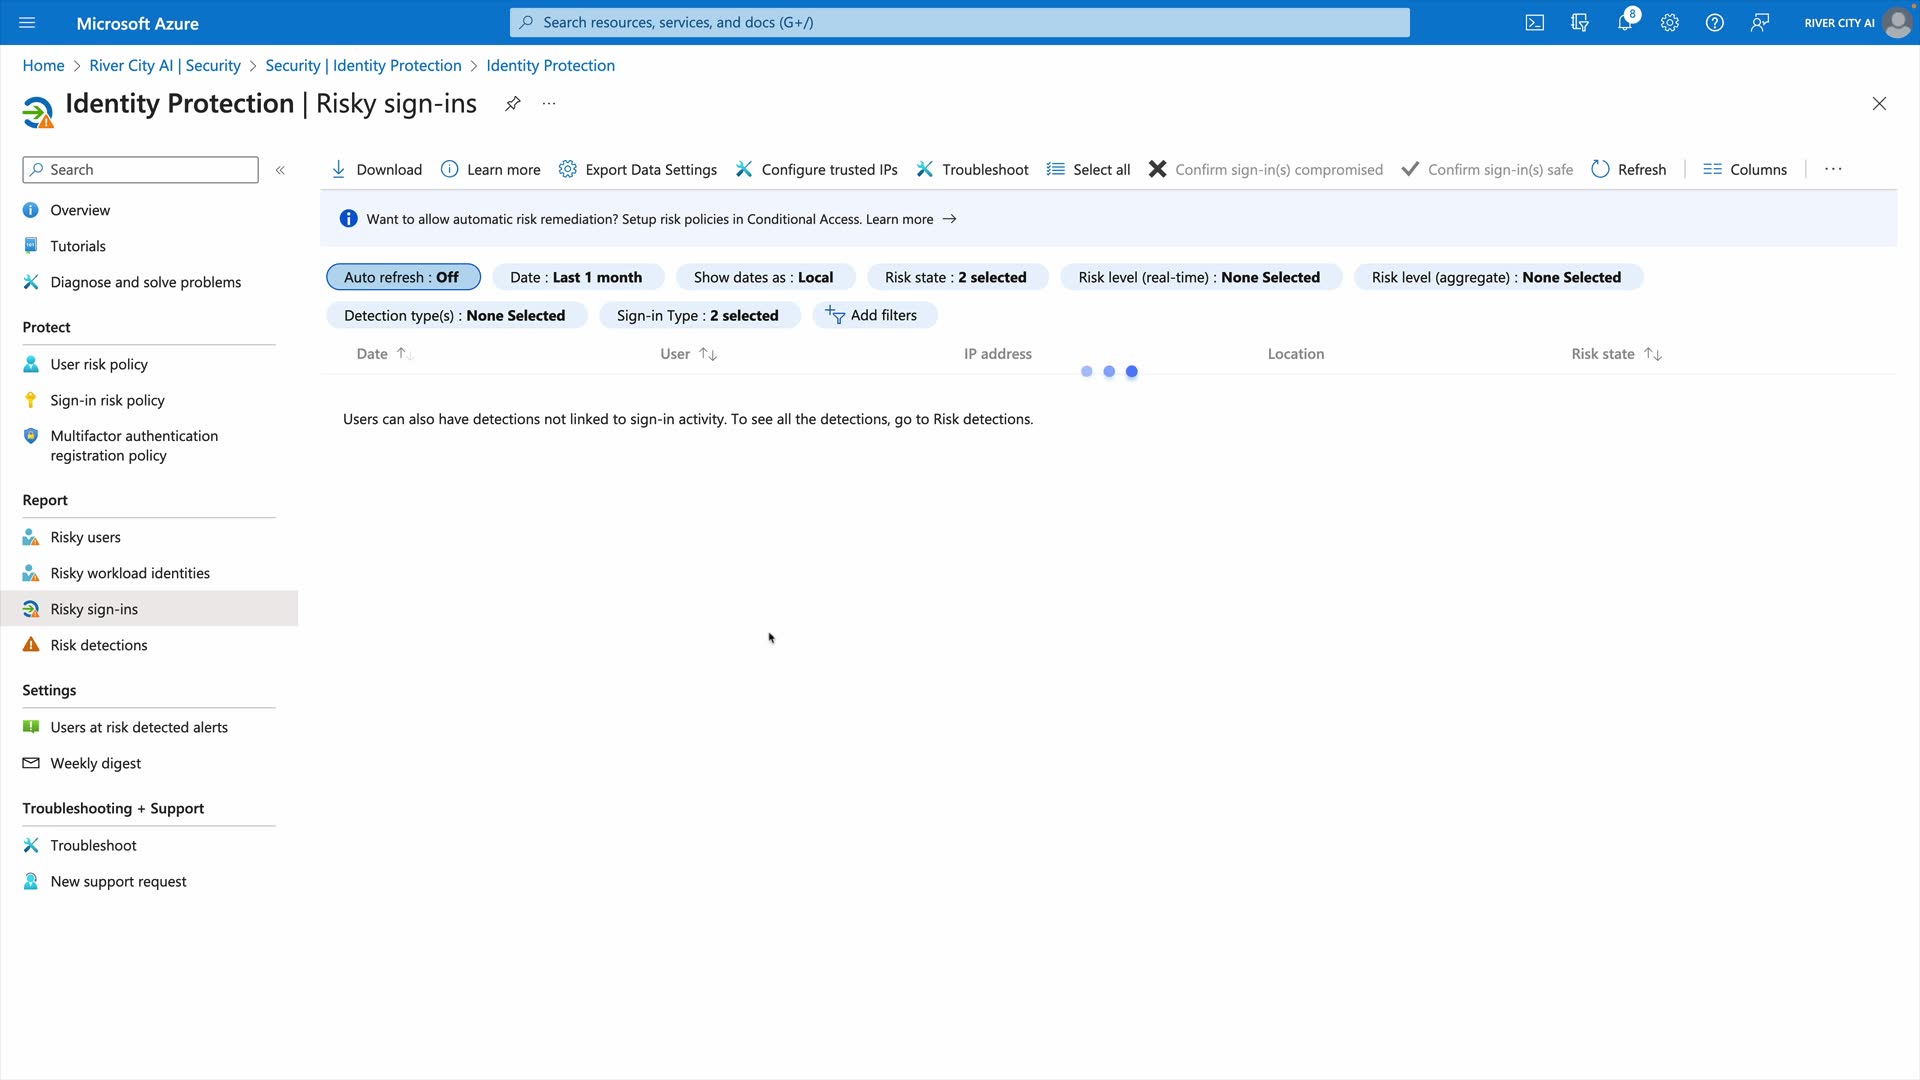 Microsoft Azure
Search resources, services, and docs (G+/)
8
RIVER CITY AI
Home > River City AI | Security > Security | Identity Protection > Identity Protection
Identity Protection | Risky sign-ins
Search
Download
Learn more
Export Data Settings
Configure trusted IPs
Troubleshoot
Select all
Confirm sign-in(s) compromised
Confirm sign-in(s) safe
Refresh
Columns
Want to allow automatic risk remediation? Setup risk policies in Conditional Access. Learn more →
Auto refresh : Off
Date : Last 1 month
Show dates as : Local
Risk state : 2 selected
Risk level (real-time) : None Selected
Risk level (aggregate) : None Selected
Detection type(s) : None Selected
Sign-in Type : 2 selected
Add filters
Date
User
IP address
Location
Risk state
Users can also have detections not linked to sign-in activity. To see all the detections, go to Risk detections.
Overview
Tutorials
Diagnose and solve problems
Protect
User risk policy
Sign-in risk policy
Multifactor authentication
registration policy
Report
Risky users
Risky workload identities
Risky sign-ins
Risk detections
Settings
Users at risk detected alerts
Weekly digest
Troubleshooting + Support
Troubleshoot
New support request